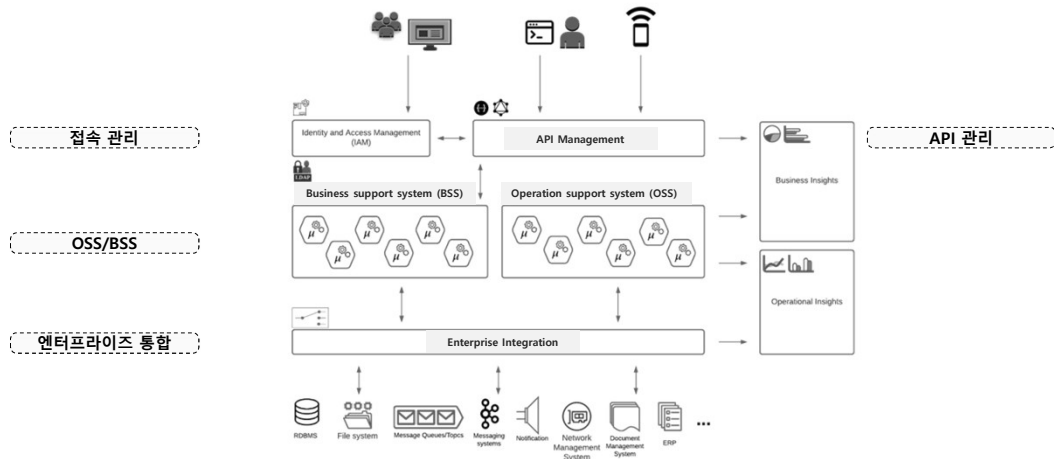 접속 관리
Identity and Access Management
(IAM)
API Management
API 관리
LDAP
Business support system (BSS)
Operation support system (OSS)
Business Insights
μ μ μ μ μ μ
μ μ μ μ μ μ
OSS/BSS
Operational Insights
엔터프라이즈 통합
Enterprise Integration
RDBMS
File system
Message Queues/Topcs
Messaging
systems
Notification
Network
Management
System
Document
Management
System
ERP
...